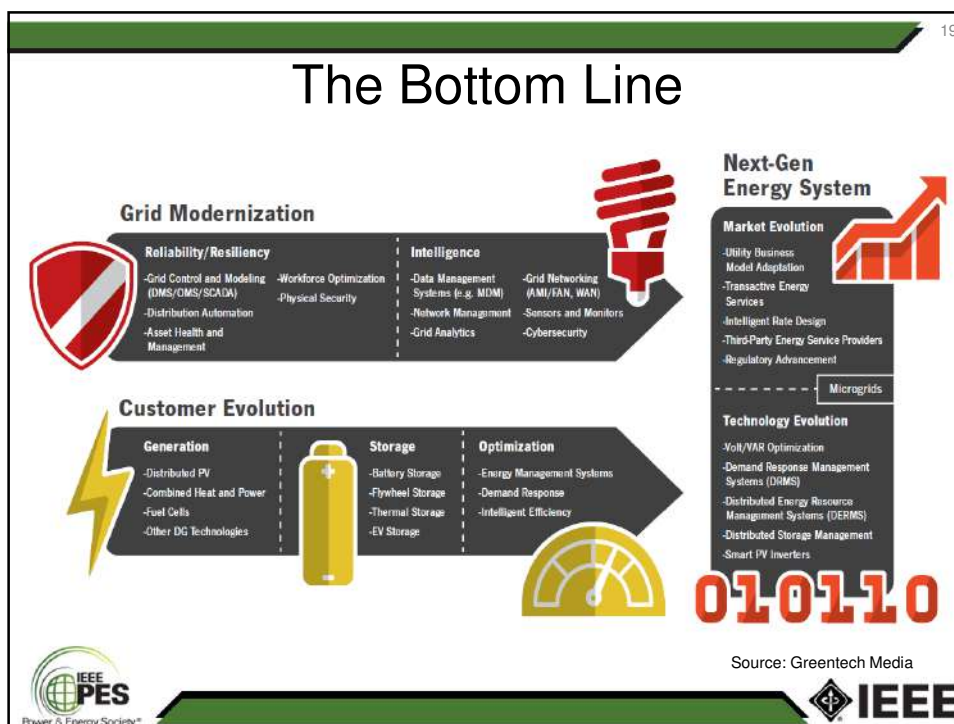 19
The Bottom Line
Grid Modernization
Reliability/Resiliency
-Grid Control and Modeling
(DMS/OMS/SCADA)
-Distribution Automation
-Asset Health and
Management
-Workforce Optimization
-Physical Security
Intelligence
-Data Management
Systems (e.g. MDM)
-Network Management
-Grid Analytics
-Grid Networking
(AMI/FAN, WAN)
-Sensors and Monitors
-Cybersecurity
Customer Evolution
Generation
-Distributed PV
-Combined Heat and Power
-Fuel Cells
-Other DG Technologies
Storage
-Battery Storage
-Flywheel Storage
-Thermal Storage
-EV Storage
Optimization
-Energy Management Systems
-Demand Response
-Intelligent Efficiency
Next-Gen
Energy System
Market Evolution
-Utility Business
Model Adaptation
-Transactive Energy
Services
-Intelligent Rate Design
-Third-Party Energy Service Providers
-Regulatory Advancement
Microgrids
Technology Evolution
-Volt/VAR Optimization
-Demand Response Management
Systems (DRMS)
-Distributed Energy Resource
Management Systems (DERMS)
-Distributed Storage Management
-Smart PV Inverters
010110
Source: Greentech Media
IEEE
PES
Power & Energy Society®
IEEE